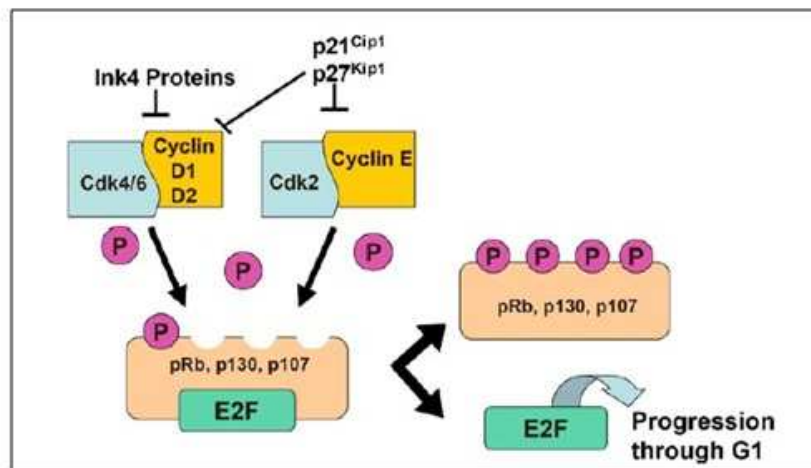 p21Cip1
p27Kip1
Ink4 Proteins
Cyclin
D1
D2
Cdk4/6
Cyclin E
Cdk2
P
P
P
P
P
P
P
pRb, p130, p107
P
pRb, p130, p107
E2F
E2F
Progression
through G1